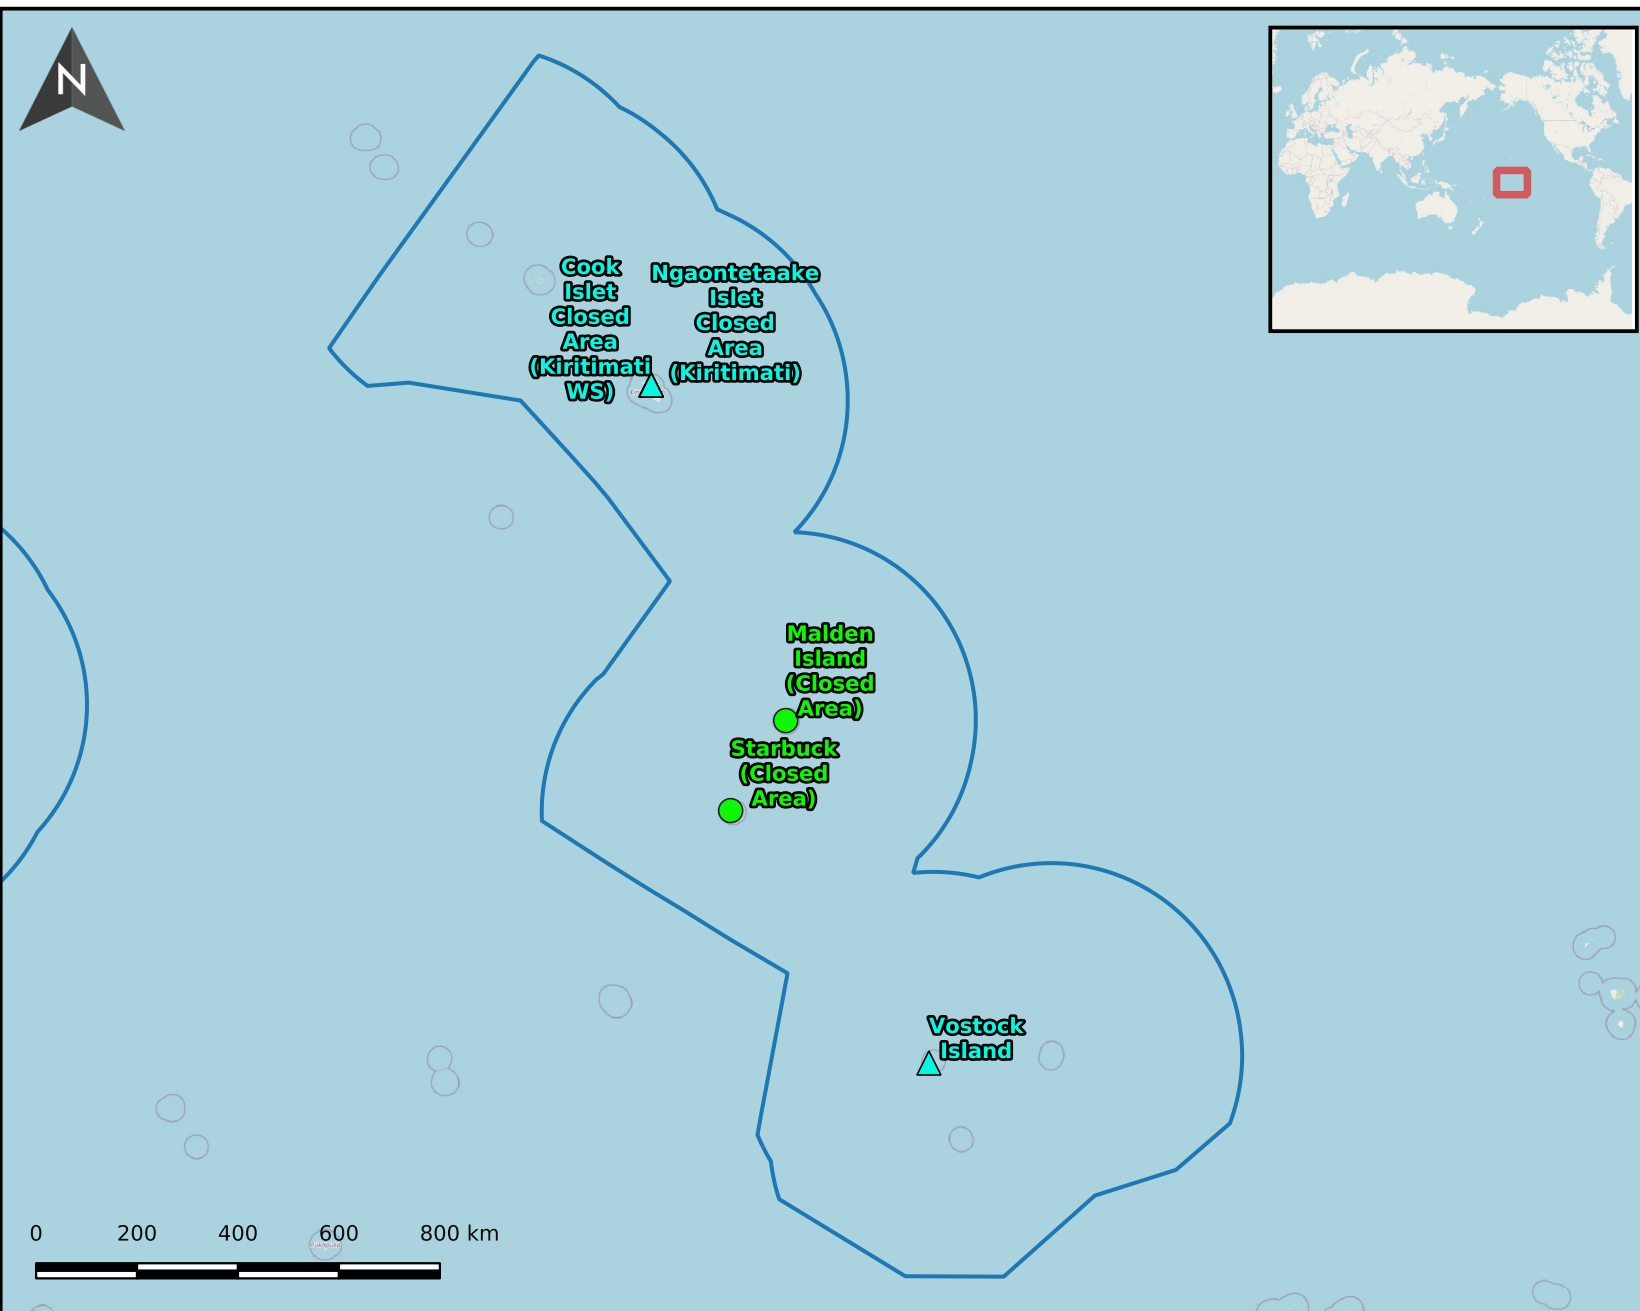 N
Cook
Islet
Closed
Area
(Kiritimati
WS)
Ngaontetaake
Islet
Closed
Area
(Kiritimati)
Malden
Island
(Closed
Area)
Starbuck
(Closed
Area)
Vostock
Island
0 200 400 600 800 km
Pukapuka